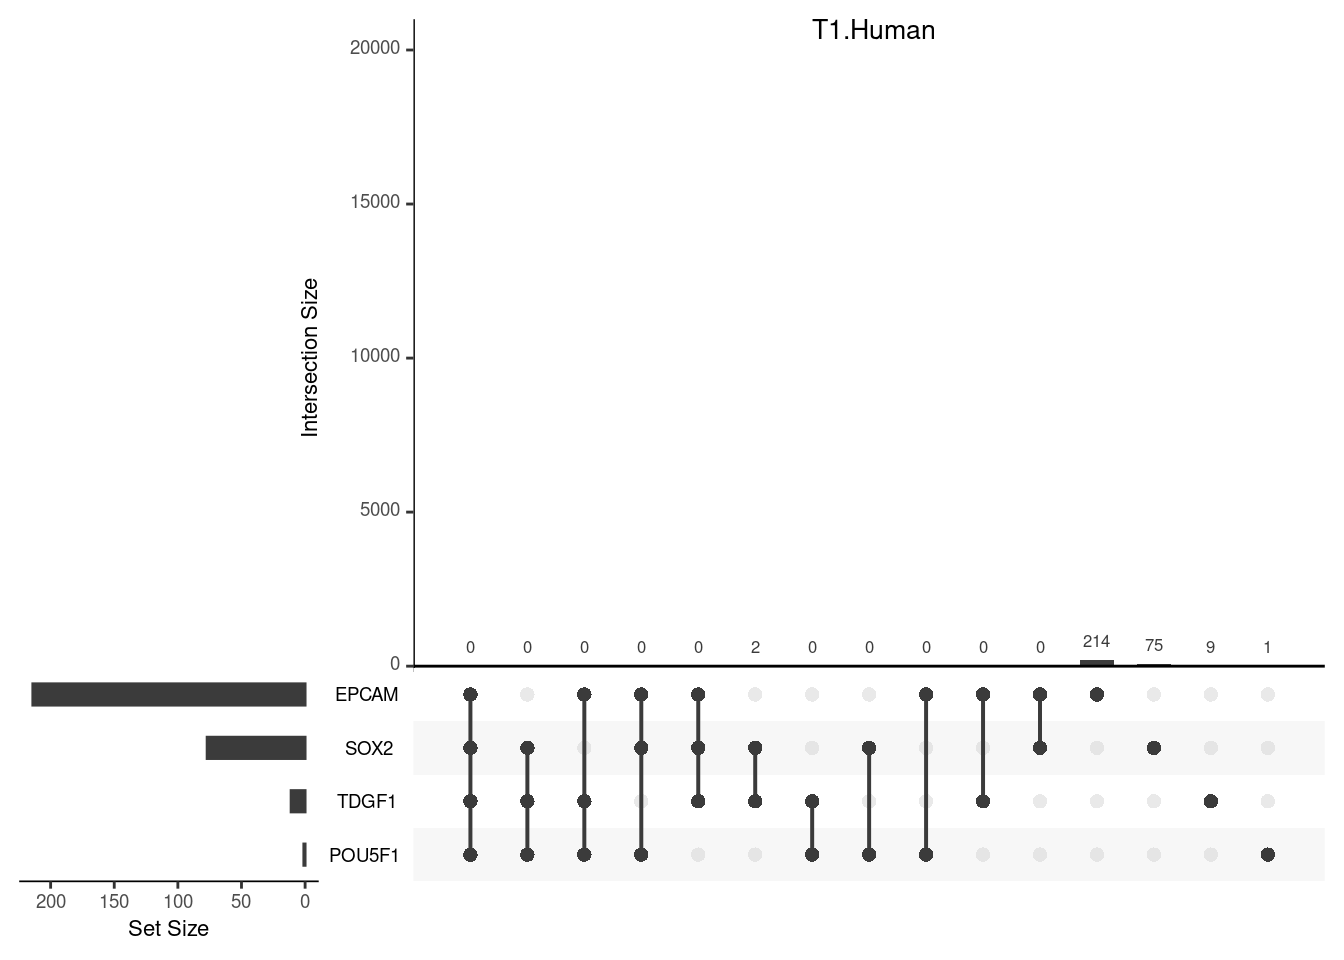 T1.Human
20000
15000
10000
5000
0
Intersection Size
0 0 0 0 0 2 0 0 0 0 0 214 75 9 1
EPCAM
SOX2
TDGF1
POU5F1
200 150 100 50 0
Set Size